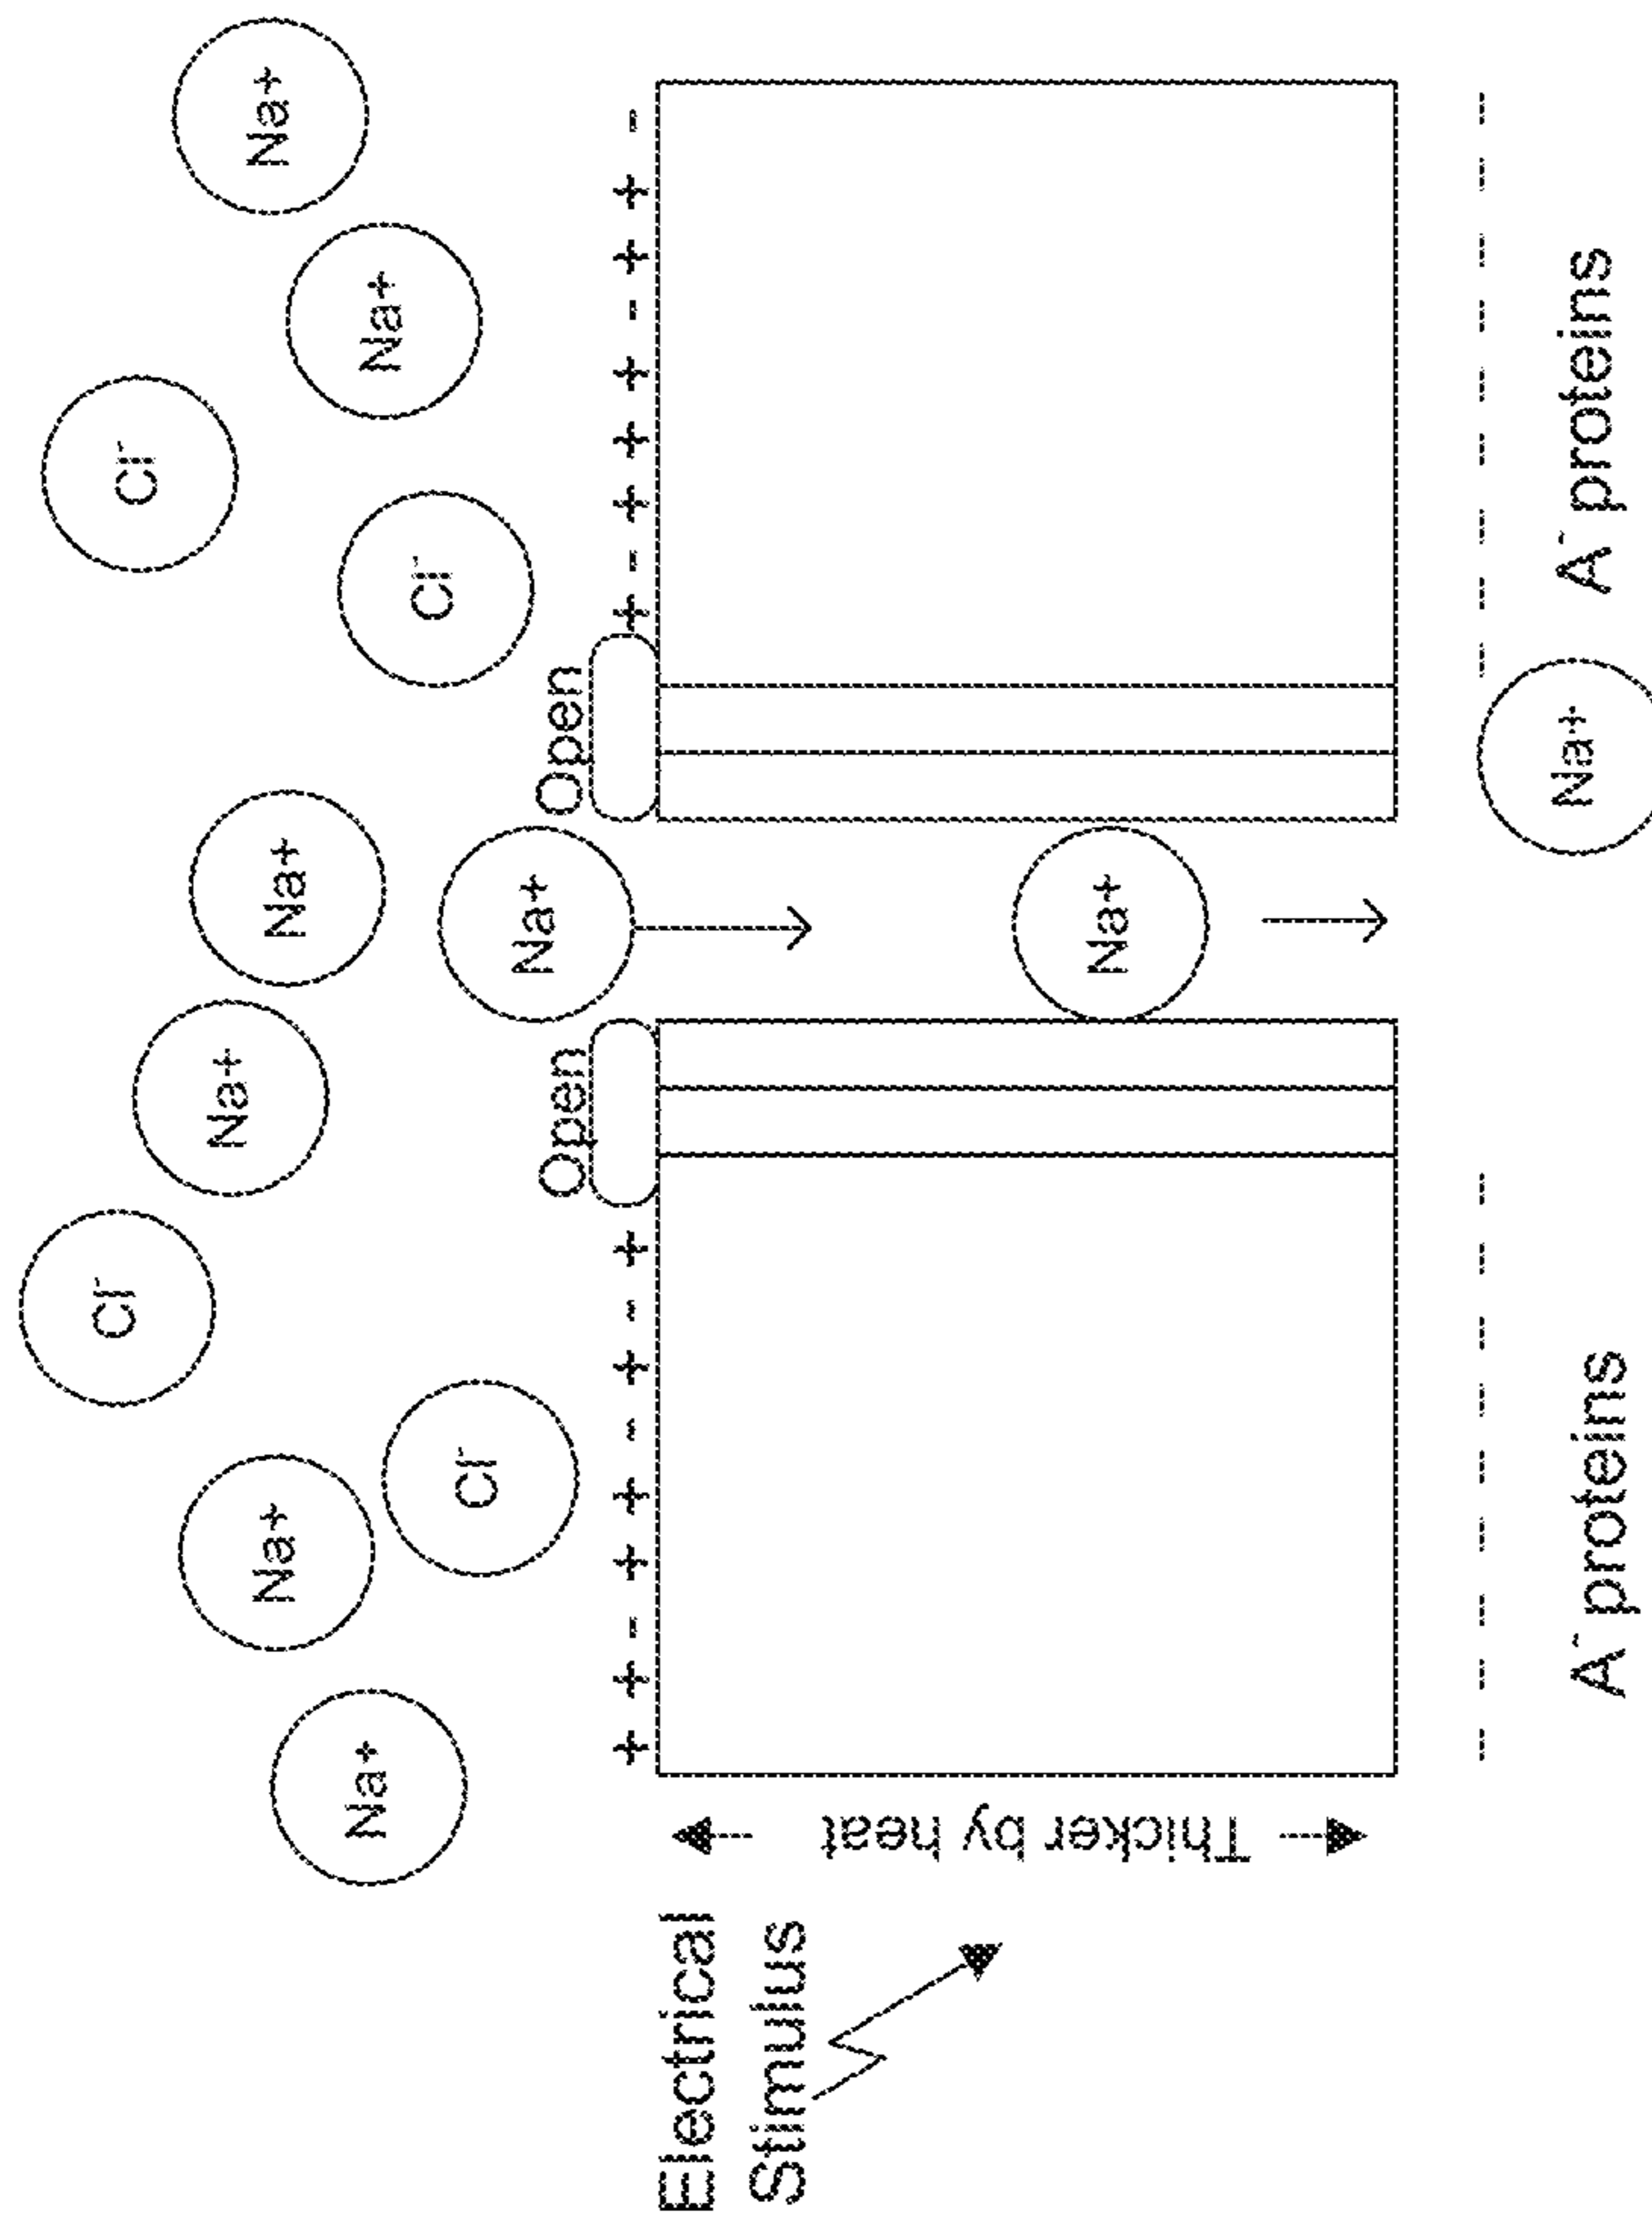 Cl⁻
Cl⁻
Na+
Na+
Na+
Na+
Na+
Na+
Cl⁻
Cl⁻
Na+
Open
Open
+ + - + + - + - +
+ - + + + - + + -
Electrical
Stimulus
Thicker by heat
Na+
- - - - - - - - -
- - - - - - - - -
A⁻ proteins
Na+
A⁻ proteins